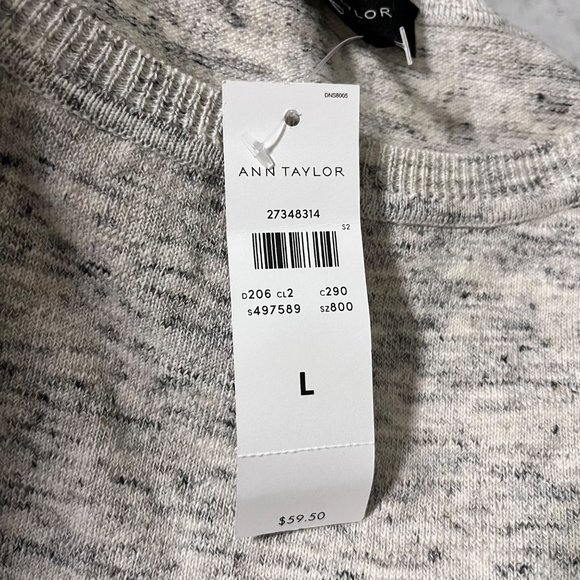 LOR
DNS8005
ANN TAYLOR
27348314
S2
D206 CL2 C290
S497589 SZ800
L
$59.50